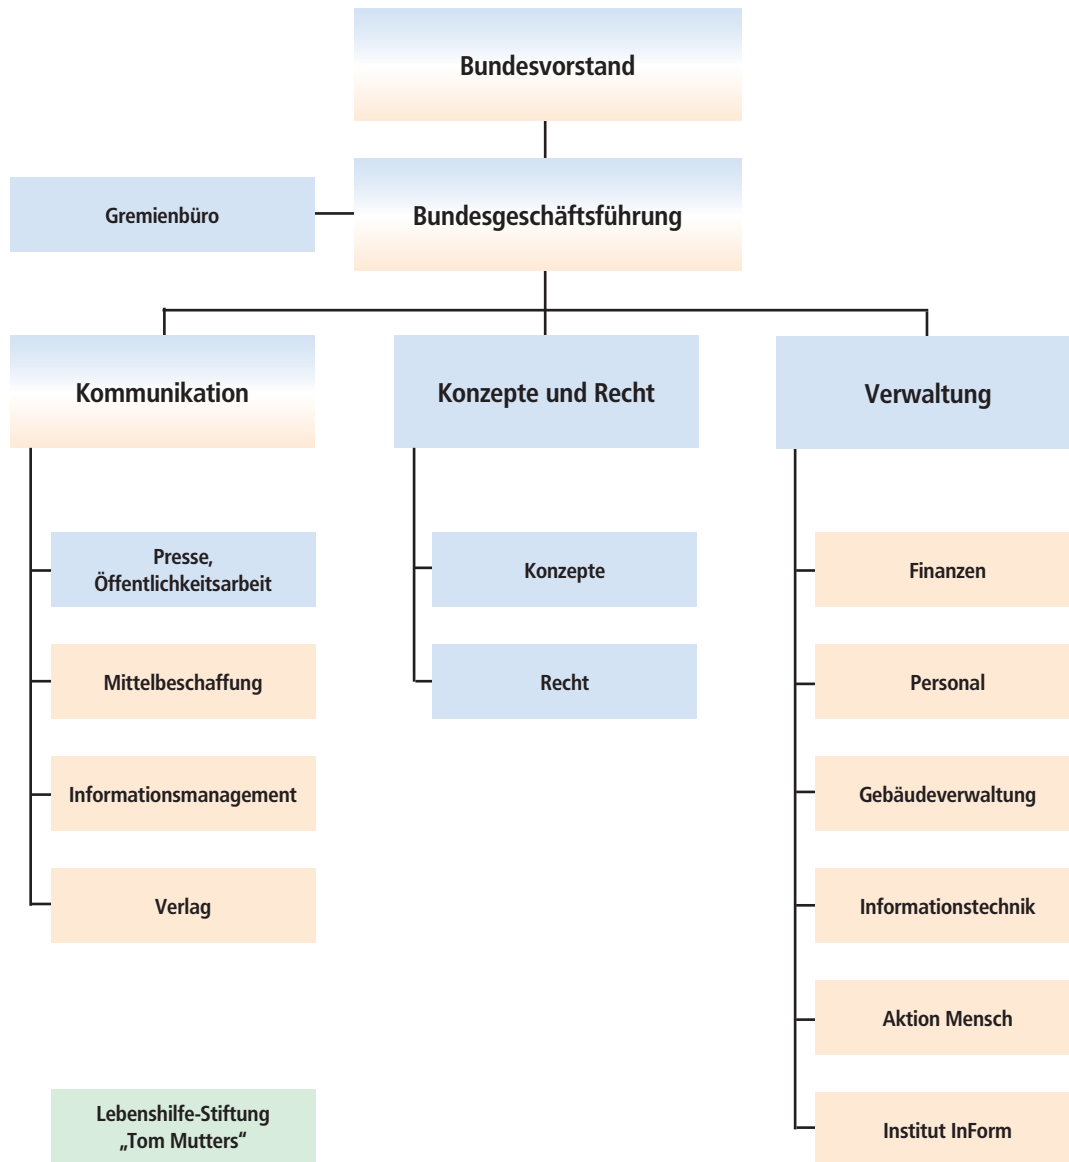 Bundesvorstand
Gremienbüro
Bundesgeschäftsführung
Kommunikation
Konzepte und Recht
Verwaltung
Presse,
Öffentlichkeitsarbeit
Mittelbeschaffung
Informationsmanagement
Verlag
Konzepte
Recht
Finanzen
Personal
Gebäudeverwaltung
Informationstechnik
Aktion Mensch
Institut InForm
Lebenshilfe-Stiftung
„Tom Mutters“